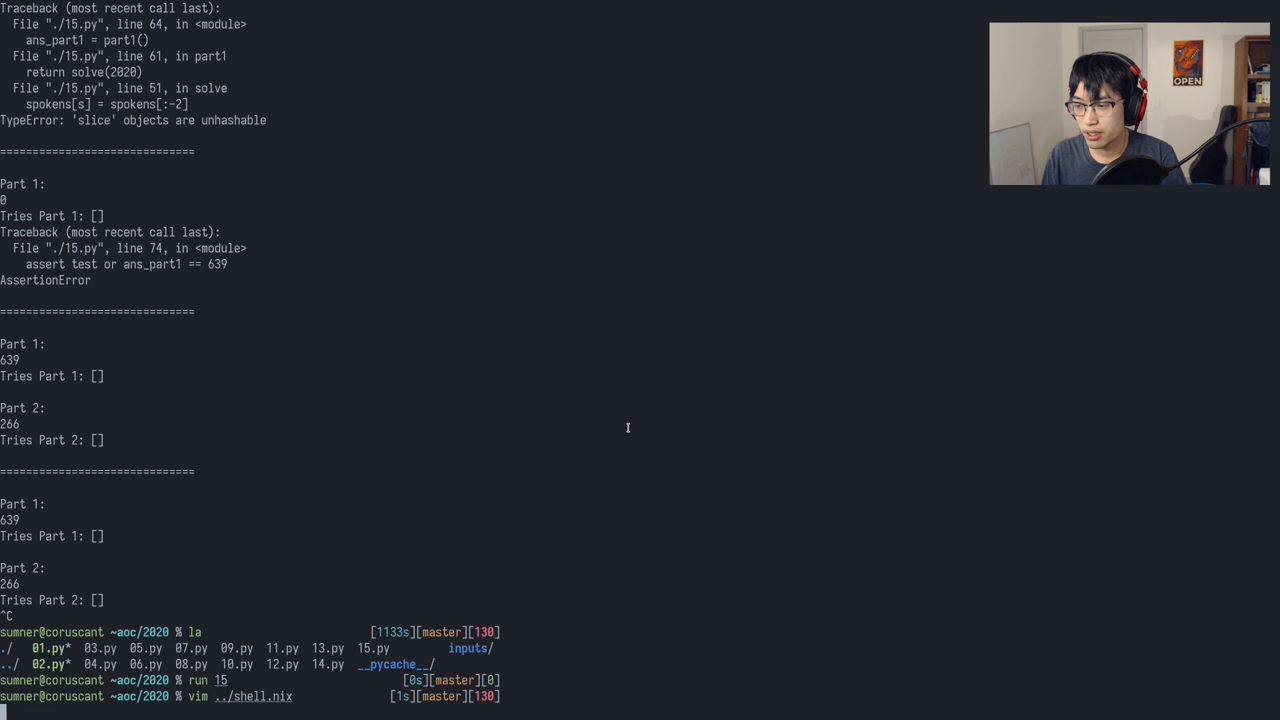 Traceback (most recent call last):
  File "./15.py", line 64, in <module>
    ans_part1 = part1()
  File "./15.py", line 61, in part1
    return solve(2020)
  File "./15.py", line 51, in solve
    spokens[s] = spokens[:-2]
TypeError: 'slice' objects are unhashable
==============================
Part 1:
0
Tries Part 1: []
Traceback (most recent call last):
  File "./15.py", line 74, in <module>
    assert test or ans_part1 == 639
AssertionError
==============================
Part 1:
639
Tries Part 1: []
Part 2:
266
Tries Part 2: []
==============================
Part 1:
639
Tries Part 1: []
Part 2:
266
Tries Part 2: []
^C
sumner@coruscant ~aoc/2020 % la [1133s][master][130]
./ 01.py* 03.py 05.py 07.py 09.py 11.py 13.py 15.py inputs/
../ 02.py* 04.py 06.py 08.py 10.py 12.py 14.py __pycache__/
sumner@coruscant ~aoc/2020 % run 15 [0s][master][0]
sumner@coruscant ~aoc/2020 % vim ../shell.nix [1s][master][130]
OPEN